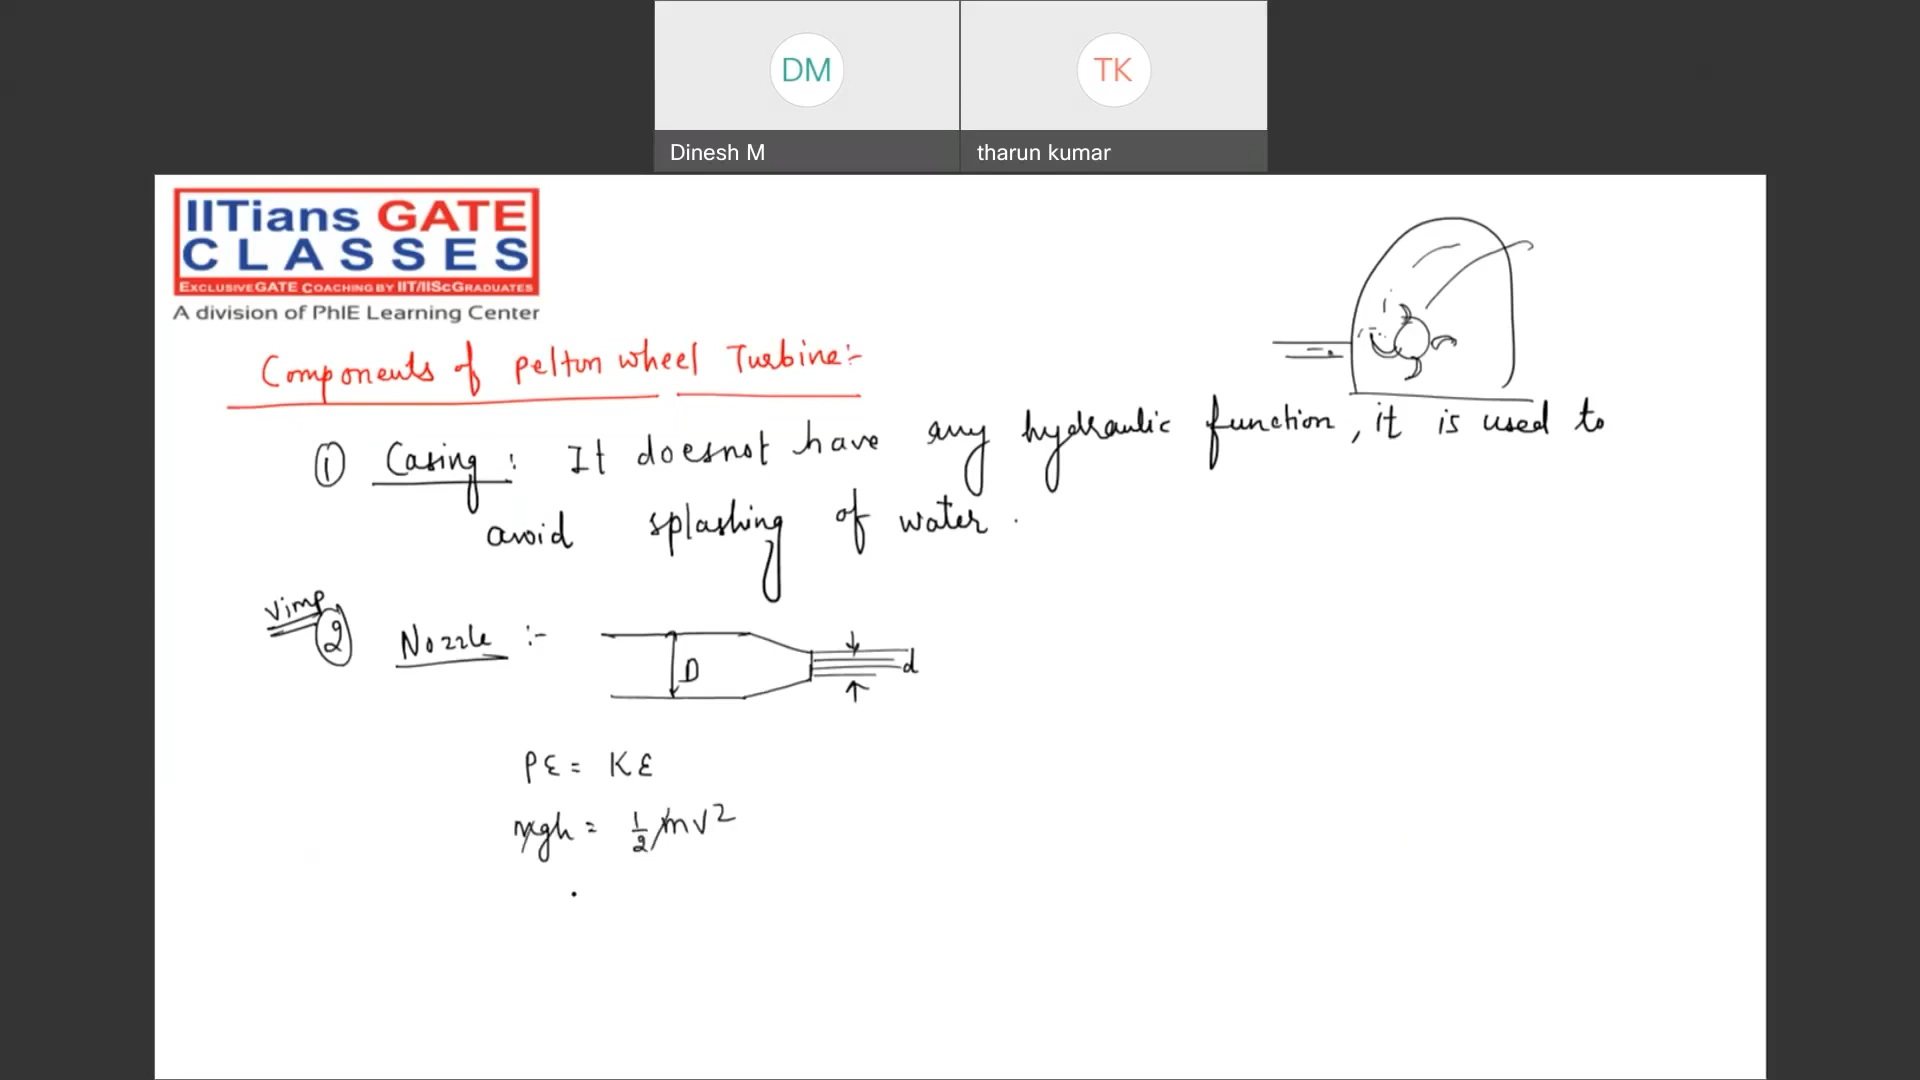 DM
TK
Dinesh M
tharun kumar
IITians GATE
CLASSES
EXCLUSIVE GATE COACHING BY IIT/IISc GRADUATES
A division of PhIE Learning Center
Components of pelton wheel Turbine:-
① Casing: It doesnot have any hydraulic function, it is used to
avoid splashing of water.
Vimp
② Nozzle :-
D
d
PE = KE
mgh = 1/2 mv²